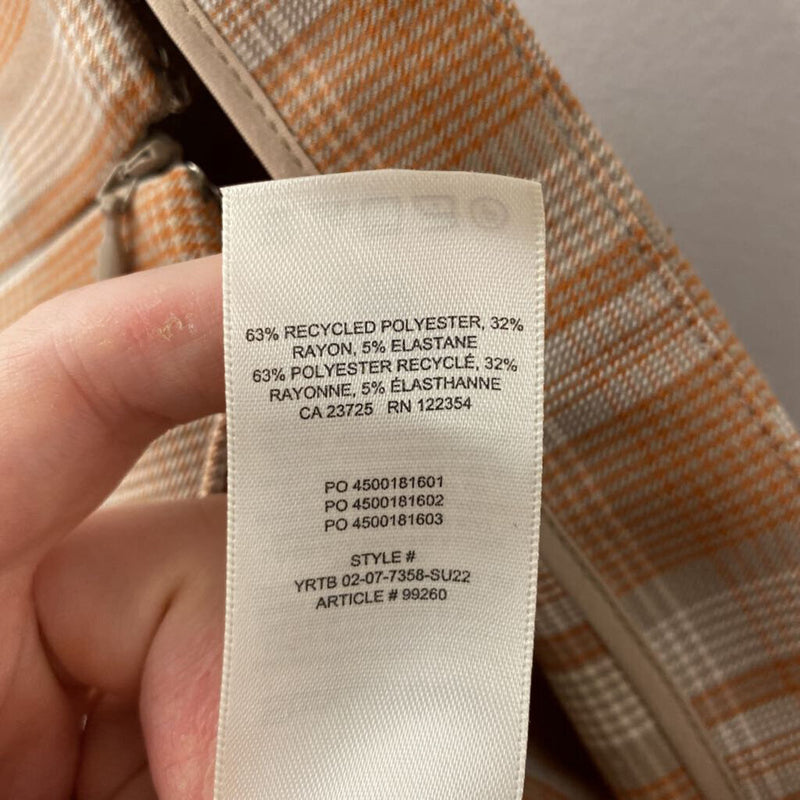 63% RECYCLED POLYESTER, 32%
RAYON, 5% ELASTANE
63% POLYESTER RECYCLÉ, 32%
RAYONNE, 5% ÉLASTHANNE
CA 23725 RN 122354
PO 4500181601
PO 4500181602
PO 4500181603
STYLE #
YRTB 02-07-7358-SU22
ARTICLE # 99260